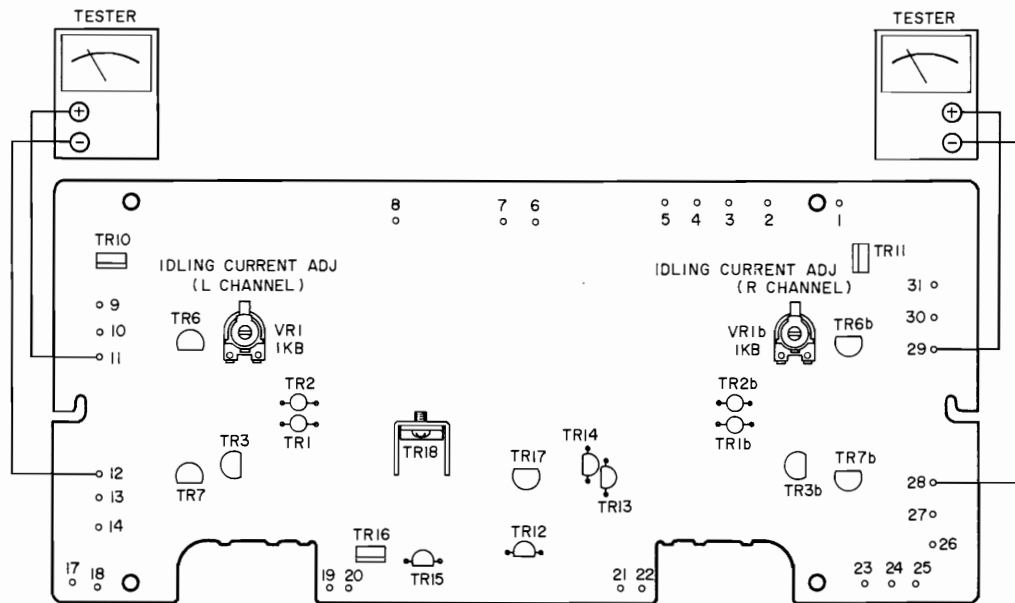 TESTER
TESTER
+
−
+
−
8
7
6
5
4
3
2
1
TR10
IDLING CURRENT ADJ
(L CHANNEL)
IDLING CURRENT ADJ
(R CHANNEL)
TR11
9
10
11
TR6
VR1
1KB
VR1b
1KB
TR6b
31
30
29
TR2
TR1
TR2b
TR1b
TR3
TR18
TR14
TR17
TR13
TR3b
TR7b
TR7
12
13
14
28
27
26
TR16
TR15
TR12
17
18
19
20
21
22
23
24
25